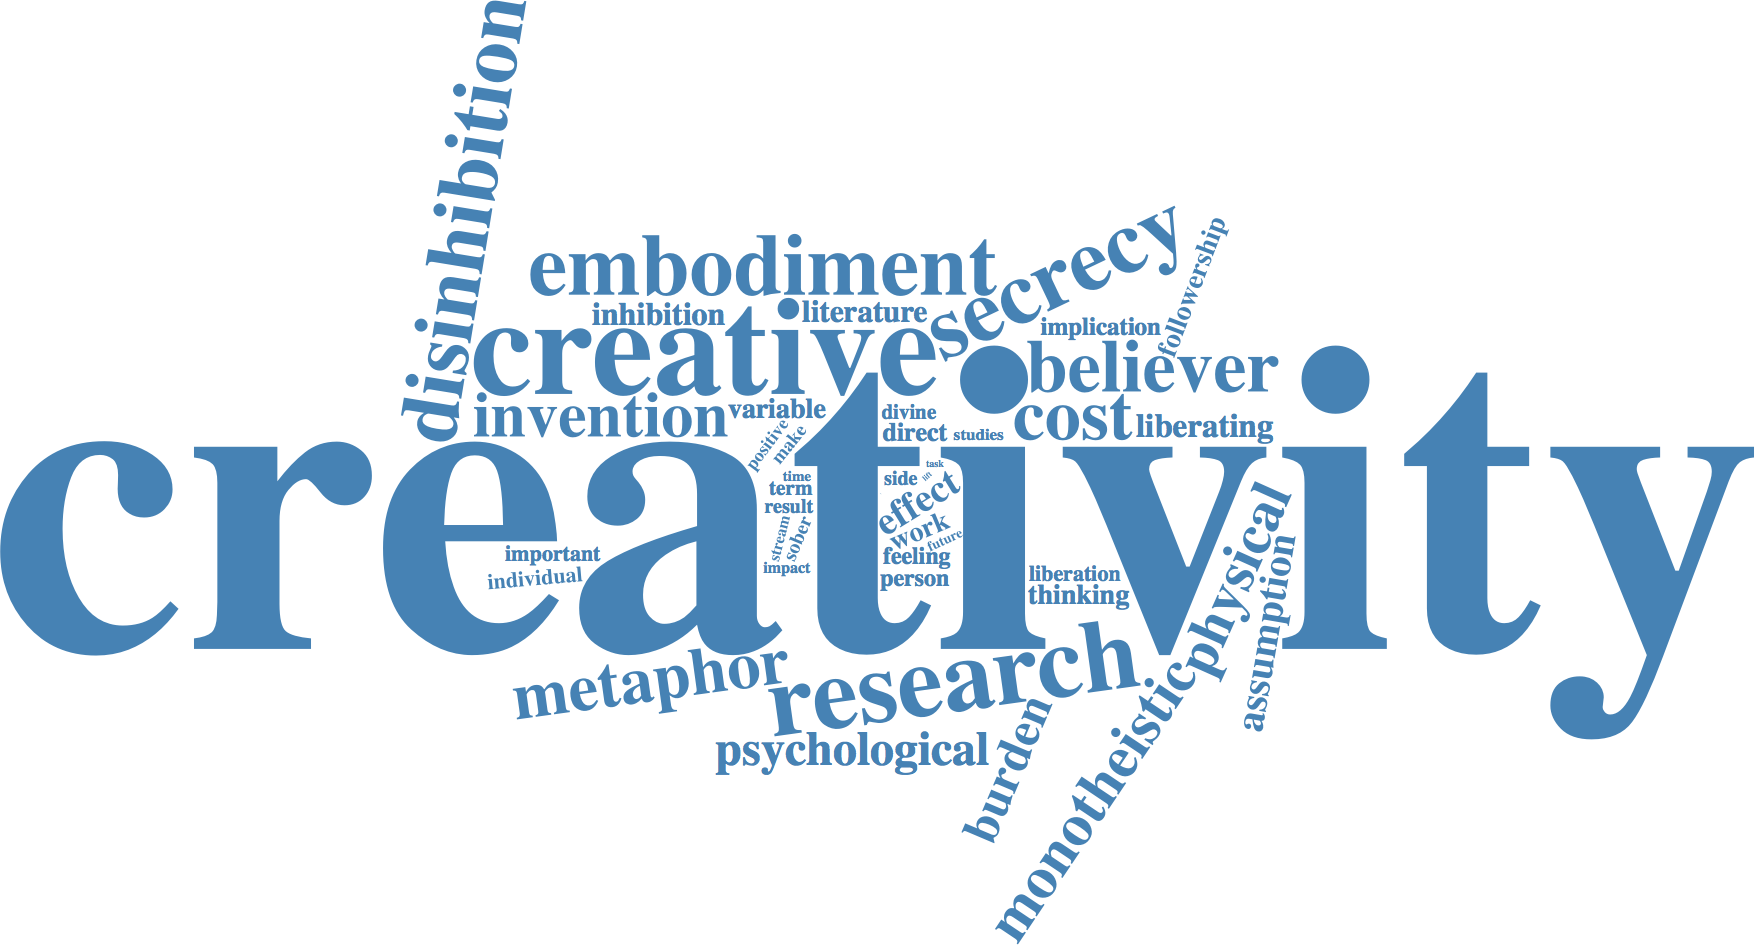 disinhibition
embodiment
secrecy
followership
inhibition
literature
implication
creative
believer
invention
variable
divine
cost
liberating
direct
studies
positive
make
creativity
task
time
side
lift
term
effect
result
work
stream
sober
future
important
feeling
impact
individual
person
liberation
thinking
physical
assumption
metaphor
research
monotheistic
burden
psychological